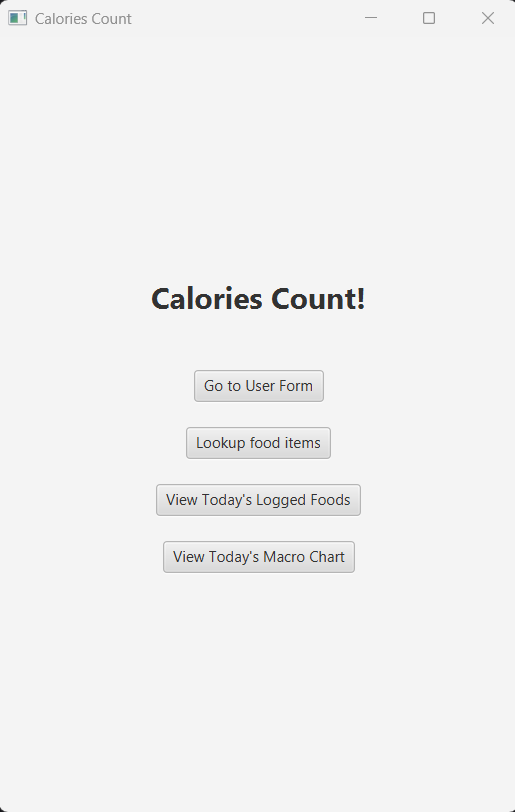 Calories Count
Calories Count!
Go to User Form
Lookup food items
View Today's Logged Foods
View Today's Macro Chart